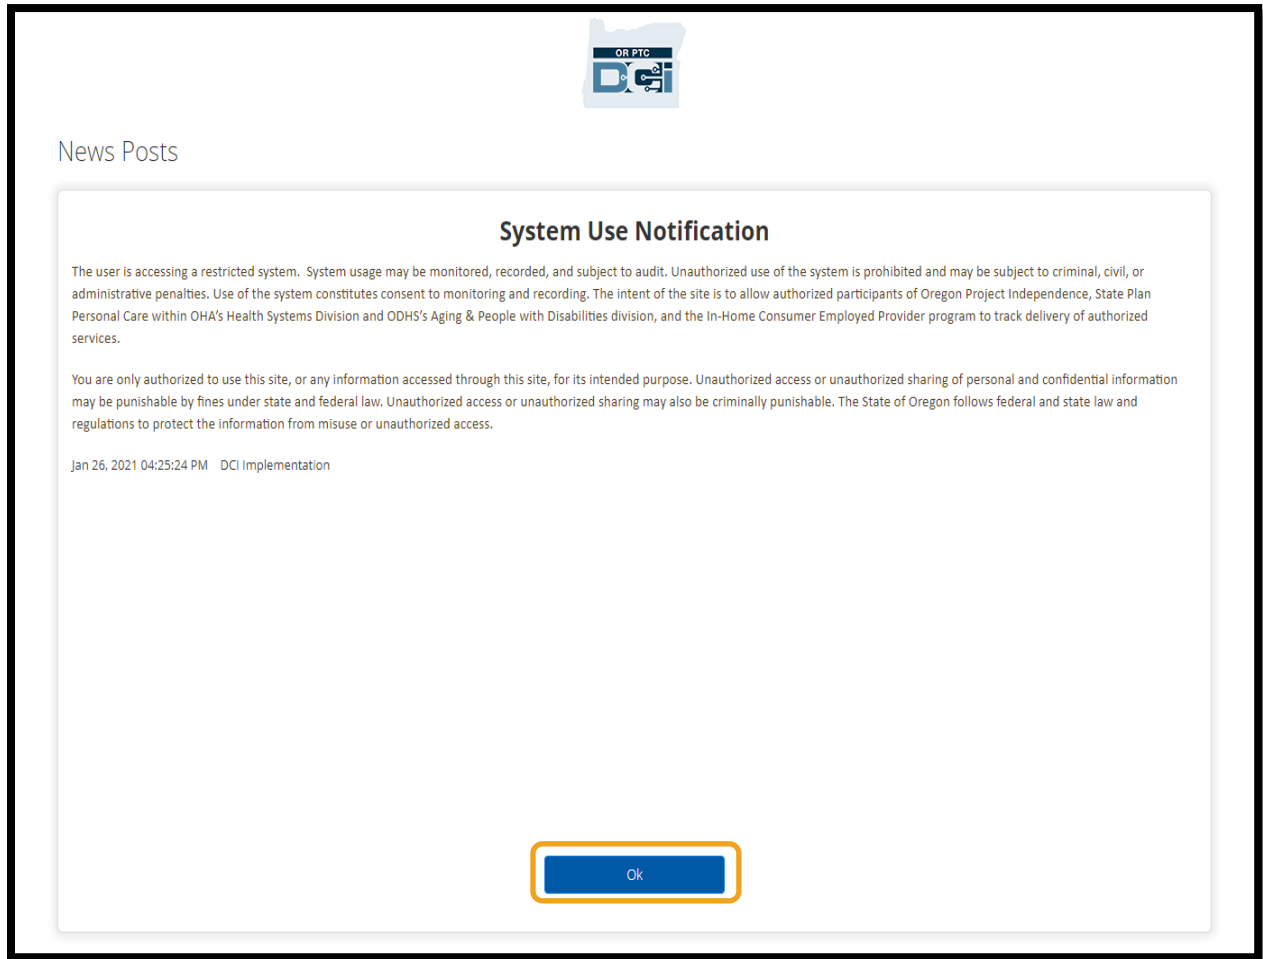 OR PTC
DCi
News Posts
System Use Notification
The user is accessing a restricted system.  System usage may be monitored, recorded, and subject to audit. Unauthorized use of the system is prohibited and may be subject to criminal, civil, or
administrative penalties. Use of the system constitutes consent to monitoring and recording. The intent of the site is to allow authorized participants of Oregon Project Independence, State Plan
Personal Care within OHA's Health Systems Division and ODHS's Aging & People with Disabilities division, and the In-Home Consumer Employed Provider program to track delivery of authorized
services.
You are only authorized to use this site, or any information accessed through this site, for its intended purpose. Unauthorized access or unauthorized sharing of personal and confidential information
may be punishable by fines under state and federal law. Unauthorized access or unauthorized sharing may also be criminally punishable. The State of Oregon follows federal and state law and
regulations to protect the information from misuse or unauthorized access.
Jan 26, 2021 04:25:24 PM   DCI Implementation
Ok